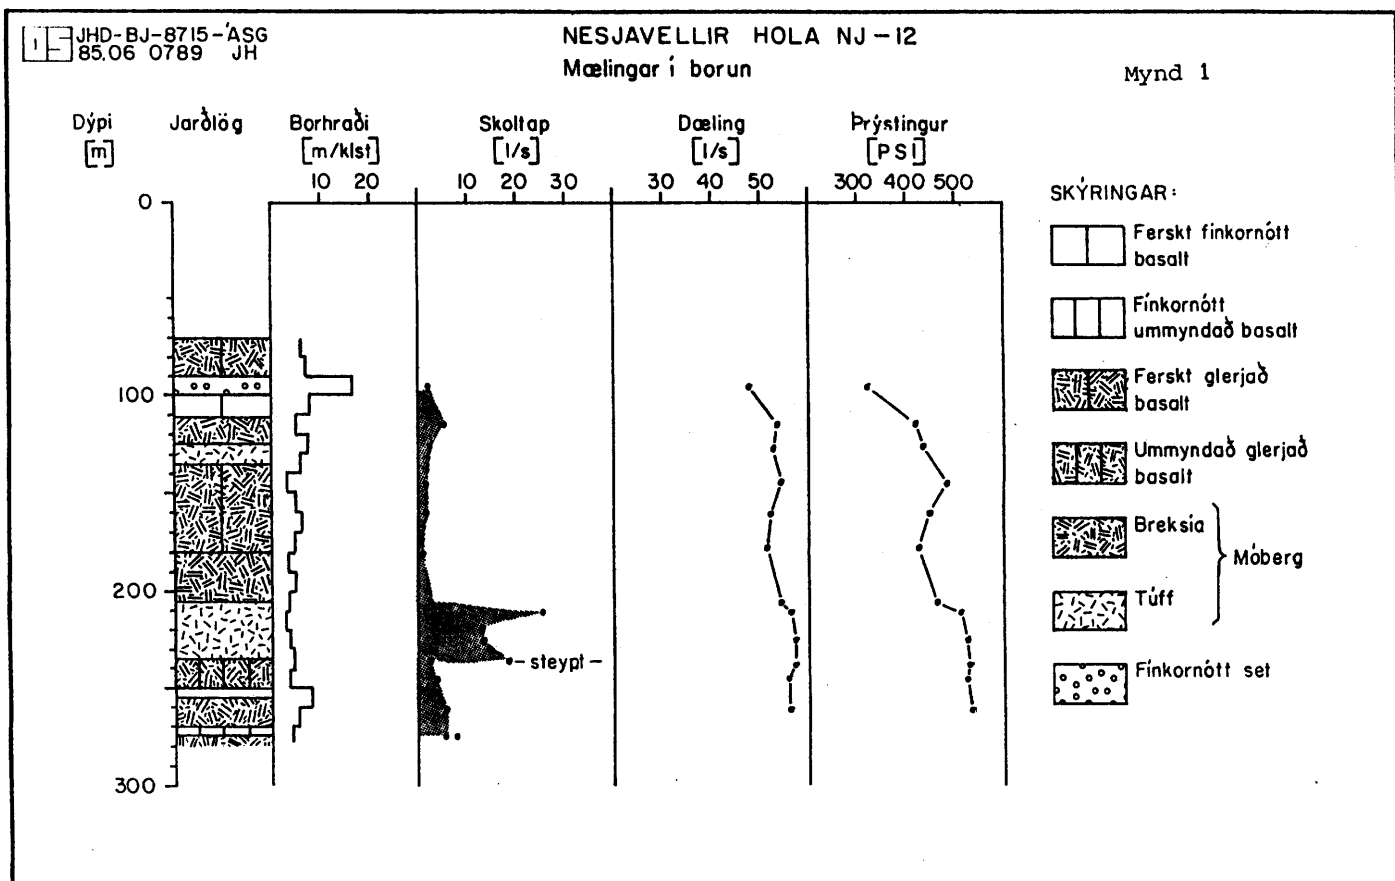 OS JHD-BJ-8715-ÁSG
85.06 0789 JH
NESJAVELLIR HOLA NJ-12
Mælingar í borun
Mynd 1
Dýpi Jarðlög Borhraði Skoltap Dæling Þrýstingur
[m] [m/klst] [l/s] [l/s] [PSI]
10 20 10 20 30 30 40 50 300 400 500
0
100
200
300
-steypt-
SKÝRINGAR:
Ferskt fínkornótt
basalt
Fínkornótt
ummyndað basalt
Ferskt glerjað
basalt
Ummyndað glerjað
basalt
Breksía
Móberg
Túff
Fínkornótt set